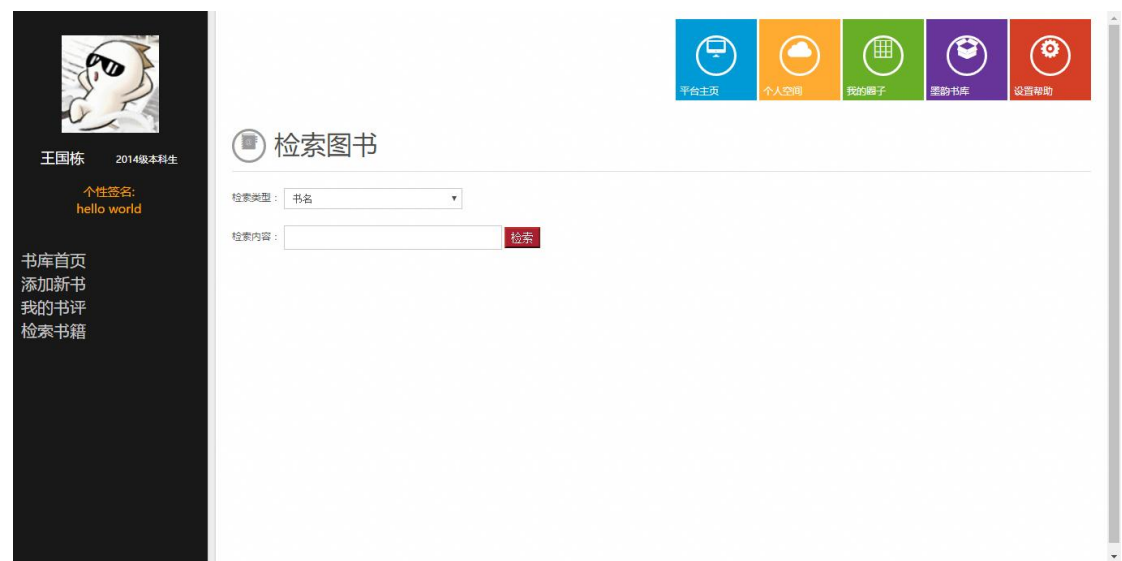 王国栋 2014级本科生
个性签名:
hello world
书库首页
添加新书
我的书评
检索书籍
平台主页 个人空间 我的圈子 墨韵书库 设置帮助
检索图书
检索类型： 书名
检索内容： 检索